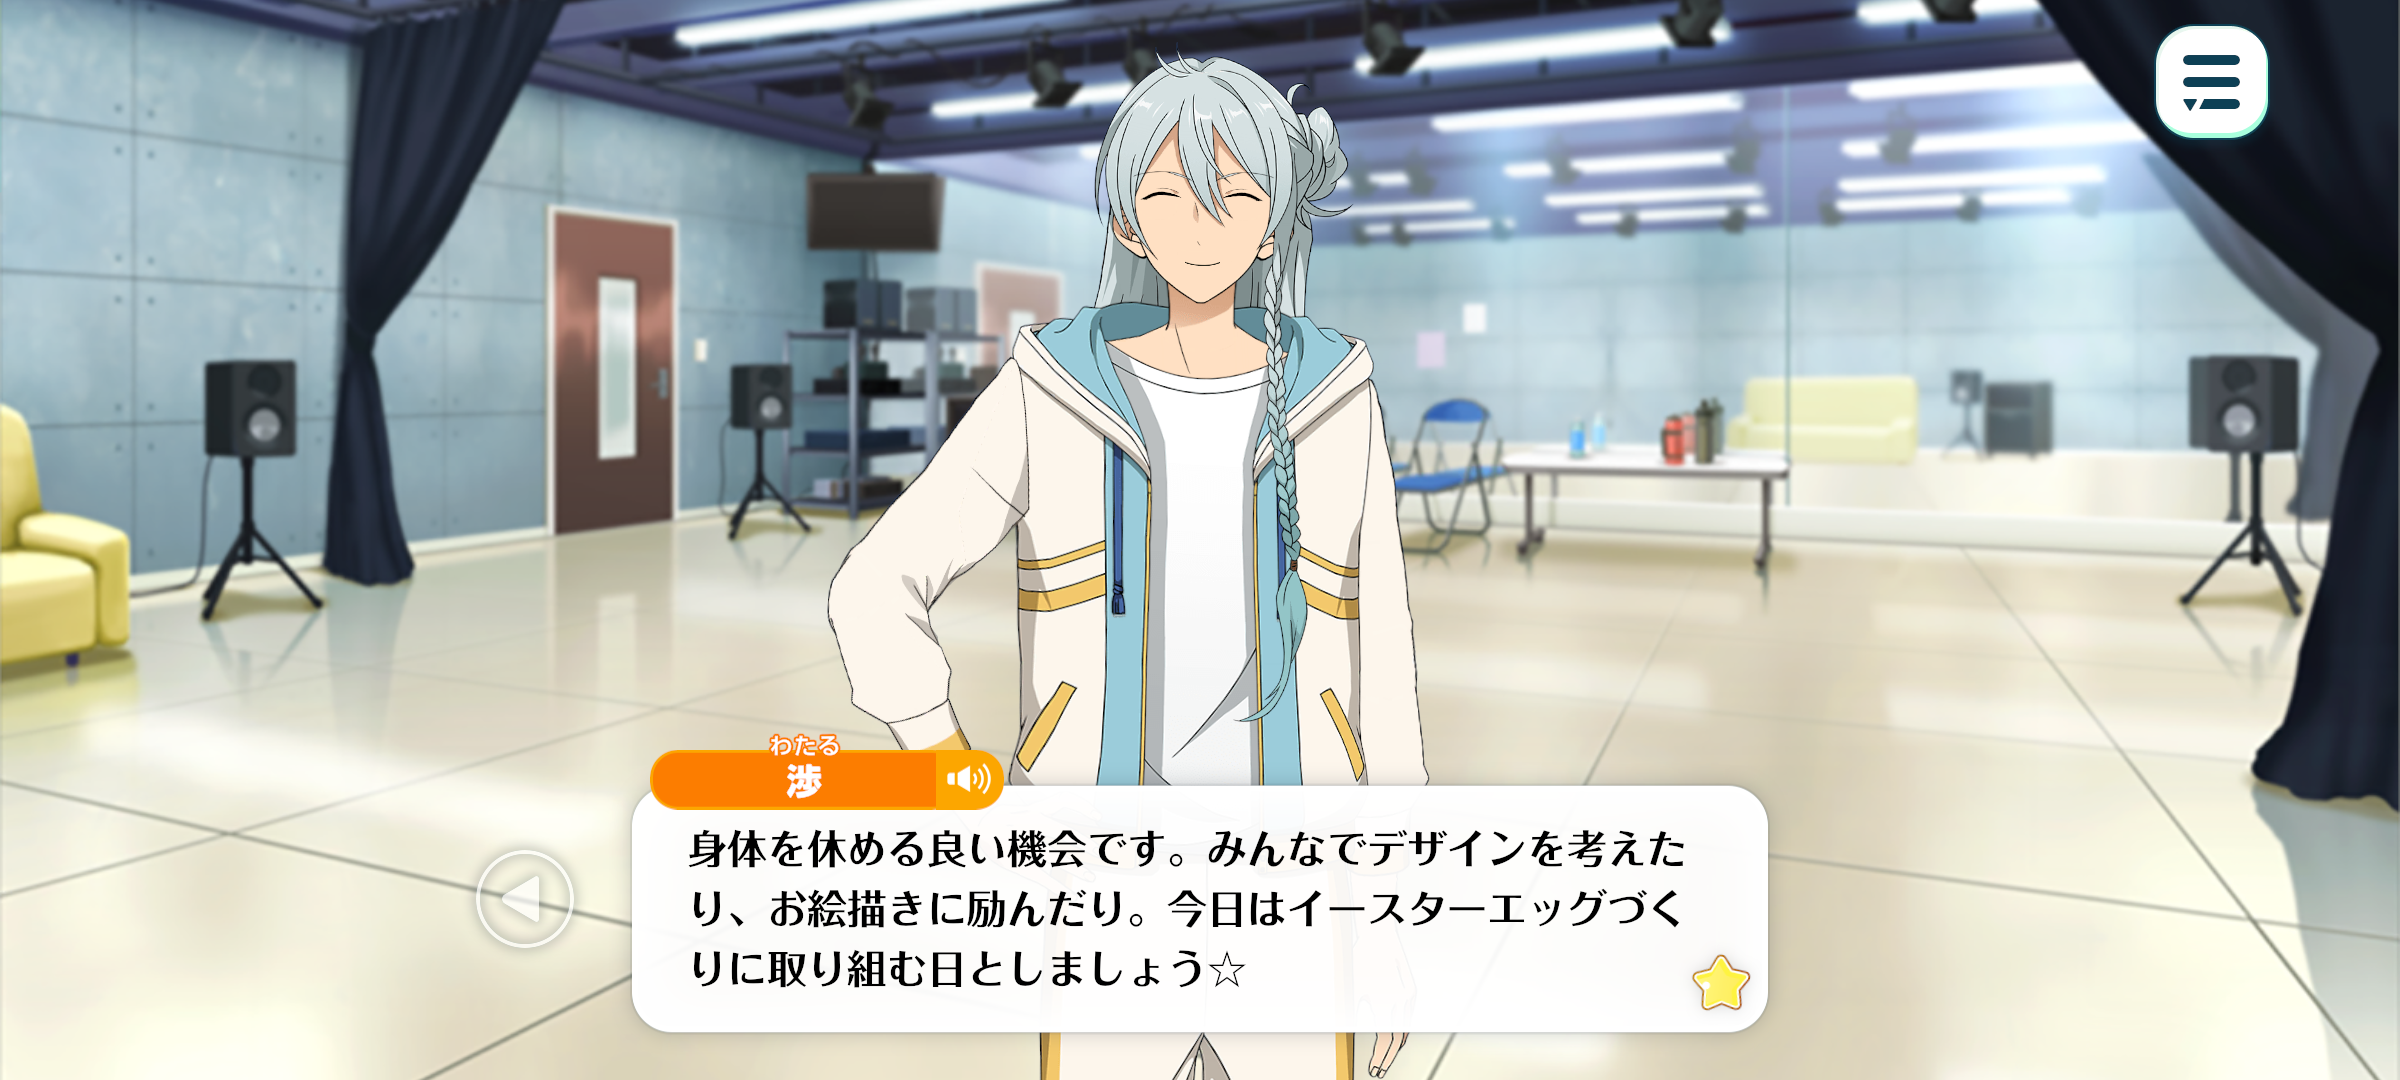 わたる
渉
身体を休める良い機会です。みんなでデザインを考えた
り、お絵描きに励んだり。今日はイースターエッグづく
りに取り組む日としましょう☆